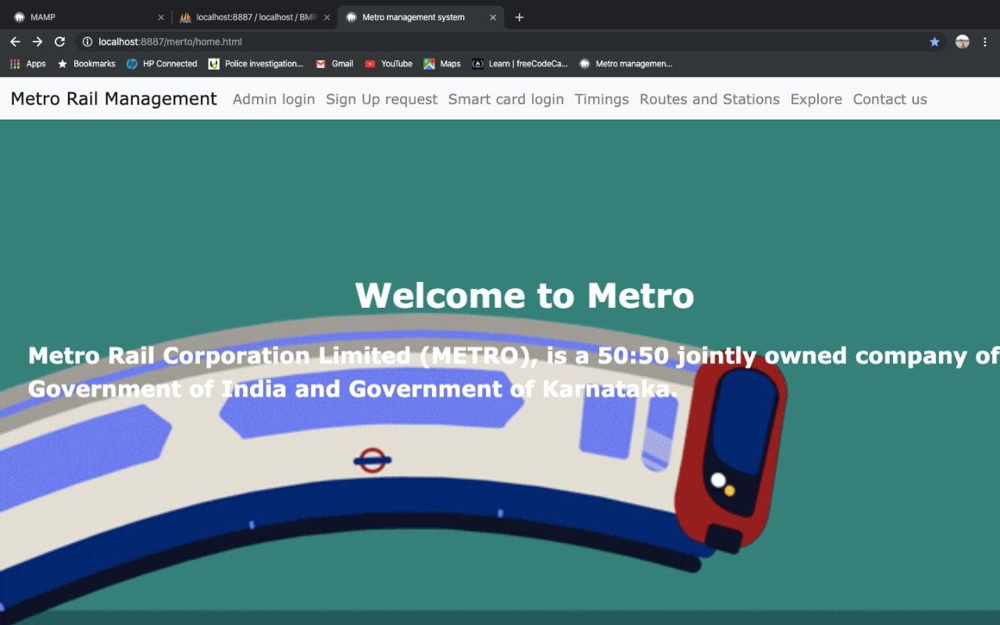 MAMP
localhost:8887 / localhost / BMR
Metro management system
localhost:8887/merto/home.html
Apps
Bookmarks
HP Connected
Police investigation...
Gmail
YouTube
Maps
Learn | freeCodeCa...
Metro managemen...
Metro Rail Management
Admin login
Sign Up request
Smart card login
Timings
Routes and Stations
Explore
Contact us
Welcome to Metro
Metro Rail Corporation Limited (METRO), is a 50:50 jointly owned company of
Government of India and Government of Karnataka.